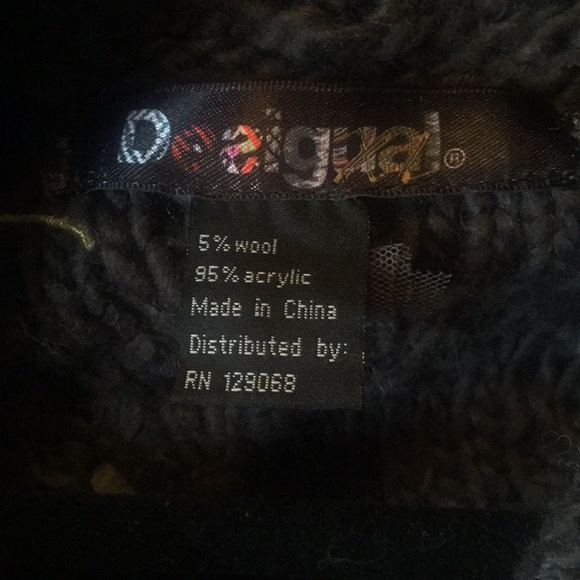 Desigual.®
5% wool
95% acrylic
Made in China
Distributed by:
RN 129068